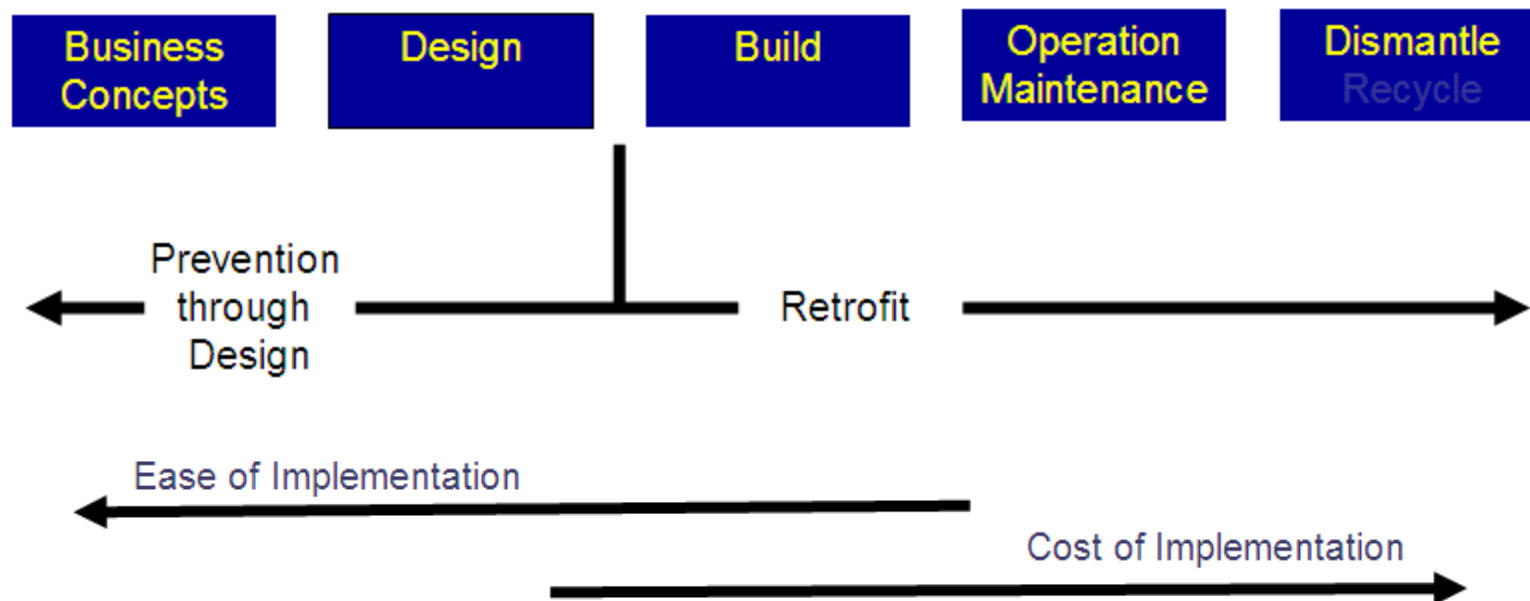 Business
Concepts
Design
Build
Operation
Maintenance
Dismantle
Recycle
Prevention
through
Design
Retrofit
Ease of Implementation
Cost of Implementation